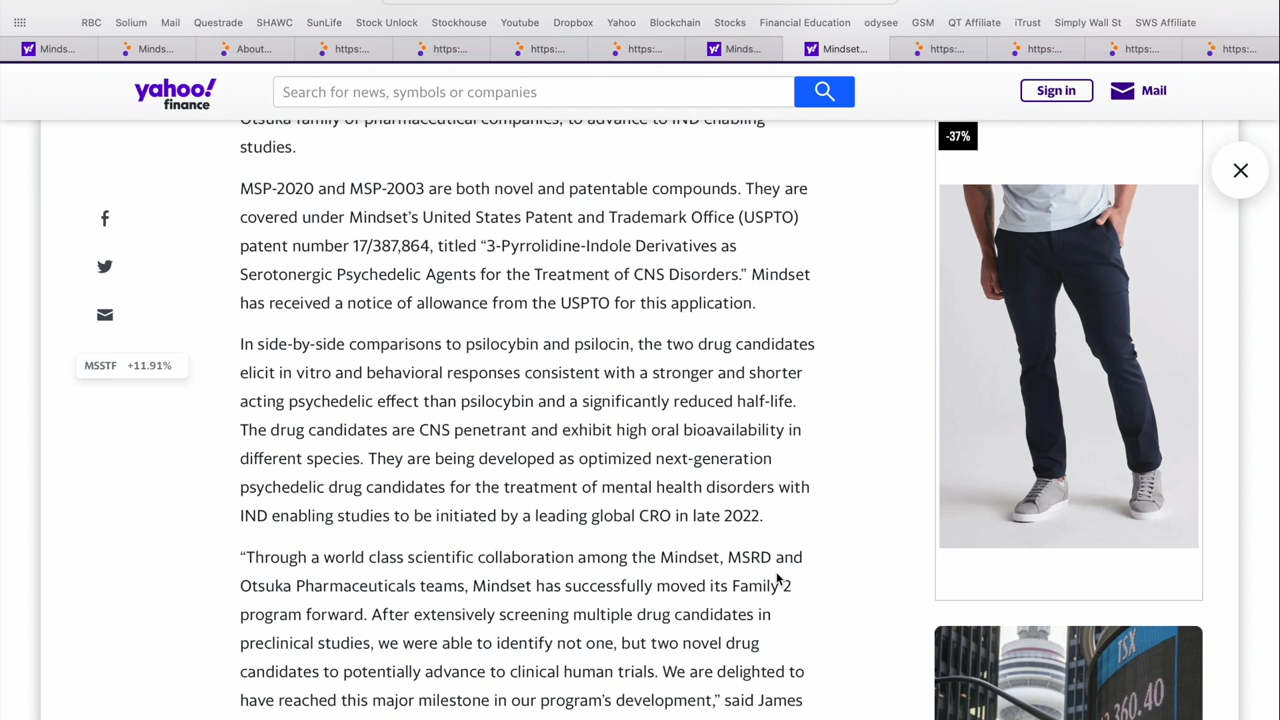 RBC Solium Mail Questrade SHAWC SunLife Stock Unlock Stockhouse Youtube Dropbox Yahoo Blockchain Stocks Financial Education odysee GSM QT Affiliate iTrust Simply Wall St SWS Affiliate
Minds... Minds... About... https:... https:... https:... https:... Minds... Mindset... https:... https:... https:... https:...
yahoo!
finance
Search for news, symbols or companies
Sign in
Mail
Otsuka family of pharmaceutical companies, to advance to IND enabling
studies.
-37%
MSP-2020 and MSP-2003 are both novel and patentable compounds. They are
covered under Mindset’s United States Patent and Trademark Office (USPTO)
patent number 17/387,864, titled “3-Pyrrolidine-Indole Derivatives as
Serotonergic Psychedelic Agents for the Treatment of CNS Disorders.” Mindset
has received a notice of allowance from the USPTO for this application.
MSSTF +11.91%
In side-by-side comparisons to psilocybin and psilocin, the two drug candidates
elicit in vitro and behavioral responses consistent with a stronger and shorter
acting psychedelic effect than psilocybin and a significantly reduced half-life.
The drug candidates are CNS penetrant and exhibit high oral bioavailability in
different species. They are being developed as optimized next-generation
psychedelic drug candidates for the treatment of mental health disorders with
IND enabling studies to be initiated by a leading global CRO in late 2022.
“Through a world class scientific collaboration among the Mindset, MSRD and
Otsuka Pharmaceuticals teams, Mindset has successfully moved its Family 2
program forward. After extensively screening multiple drug candidates in
preclinical studies, we were able to identify not one, but two novel drug
candidates to potentially advance to clinical human trials. We are delighted to
have reached this major milestone in our program’s development,” said James
TSX
360.40